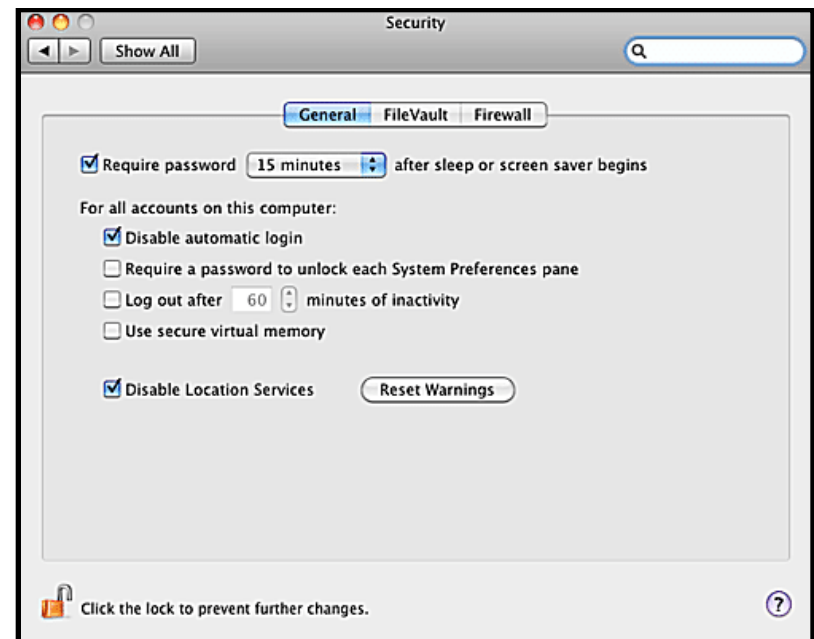 Security
Show All
General FileVault Firewall
Require password 15 minutes after sleep or screen saver begins
For all accounts on this computer:
Disable automatic login
Require a password to unlock each System Preferences pane
Log out after 60 minutes of inactivity
Use secure virtual memory
Disable Location Services Reset Warnings
Click the lock to prevent further changes. ?